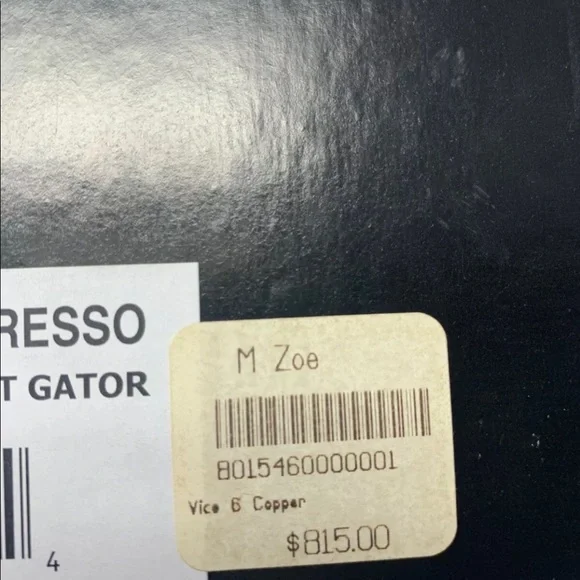 RESSO
T GATOR
4
M Zoe
8015460000001
Vice 6 Copper
$815.00